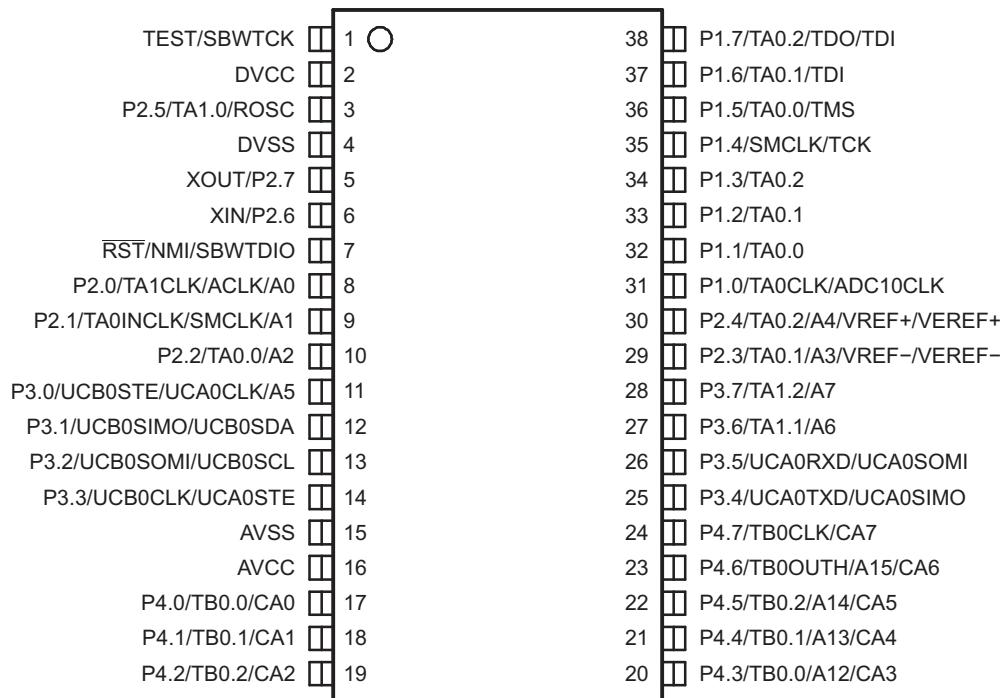 TEST/SBWTCK 1 38 P1.7/TA0.2/TDO/TDI
DVCC 2 37 P1.6/TA0.1/TDI
P2.5/TA1.0/ROSC 3 36 P1.5/TA0.0/TMS
DVSS 4 35 P1.4/SMCLK/TCK
XOUT/P2.7 5 34 P1.3/TA0.2
XIN/P2.6 6 33 P1.2/TA0.1
RST/NMI/SBWTDIO 7 32 P1.1/TA0.0
P2.0/TA1CLK/ACLK/A0 8 31 P1.0/TA0CLK/ADC10CLK
P2.1/TA0INCLK/SMCLK/A1 9 30 P2.4/TA0.2/A4/VREF+/VEREF+
P2.2/TA0.0/A2 10 29 P2.3/TA0.1/A3/VREF−/VEREF−
P3.0/UCB0STE/UCA0CLK/A5 11 28 P3.7/TA1.2/A7
P3.1/UCB0SIMO/UCB0SDA 12 27 P3.6/TA1.1/A6
P3.2/UCB0SOMI/UCB0SCL 13 26 P3.5/UCA0RXD/UCA0SOMI
P3.3/UCB0CLK/UCA0STE 14 25 P3.4/UCA0TXD/UCA0SIMO
AVSS 15 24 P4.7/TB0CLK/CA7
AVCC 16 23 P4.6/TB0OUTH/A15/CA6
P4.0/TB0.0/CA0 17 22 P4.5/TB0.2/A14/CA5
P4.1/TB0.1/CA1 18 21 P4.4/TB0.1/A13/CA4
P4.2/TB0.2/CA2 19 20 P4.3/TB0.0/A12/CA3